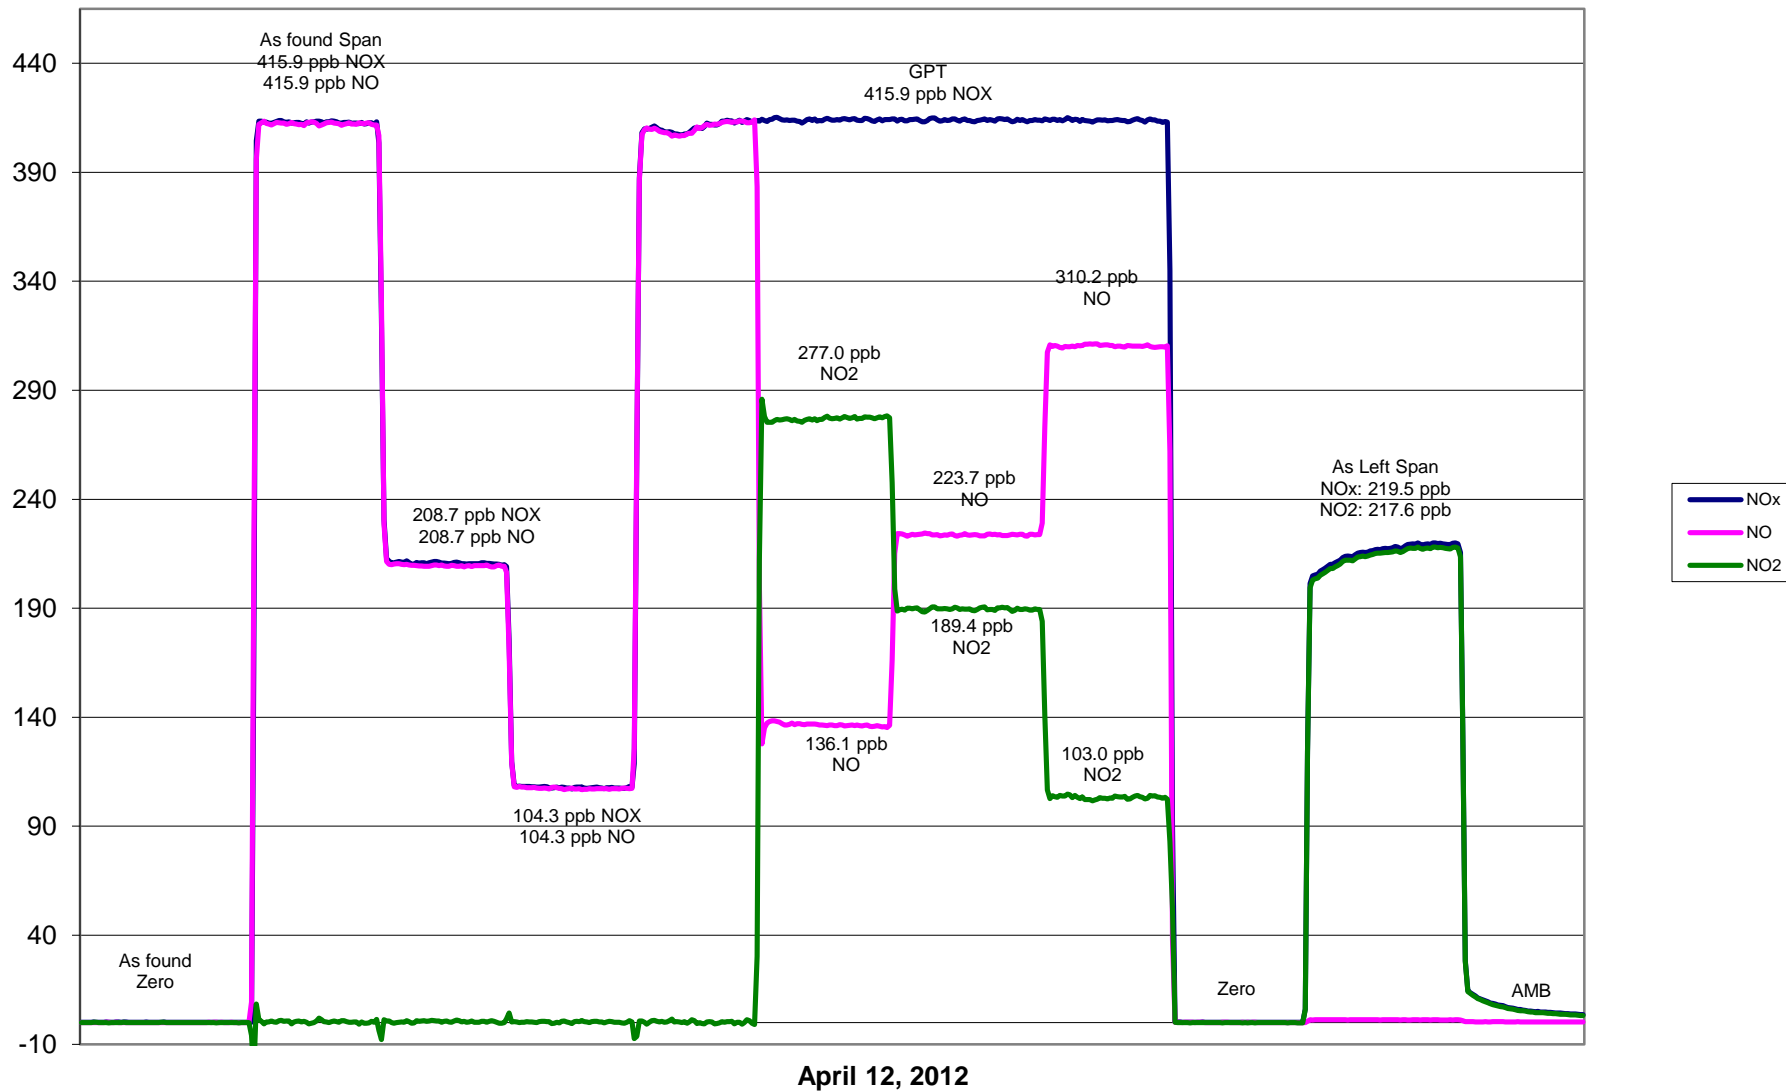 As found Span
415.9 ppb NOX
415.9 ppb NO
GPT
415.9 ppb NOX
310.2 ppb
NO
277.0 ppb
NO2
223.7 ppb
NO
As Left Span
NOx: 219.5 ppb
NO2: 217.6 ppb
208.7 ppb NOX
208.7 ppb NO
189.4 ppb
NO2
136.1 ppb
NO
103.0 ppb
NO2
104.3 ppb NOX
104.3 ppb NO
As found
Zero
Zero
AMB
440
390
340
290
240
190
140
90
40
-10
NOx
NO
NO2
April 12, 2012